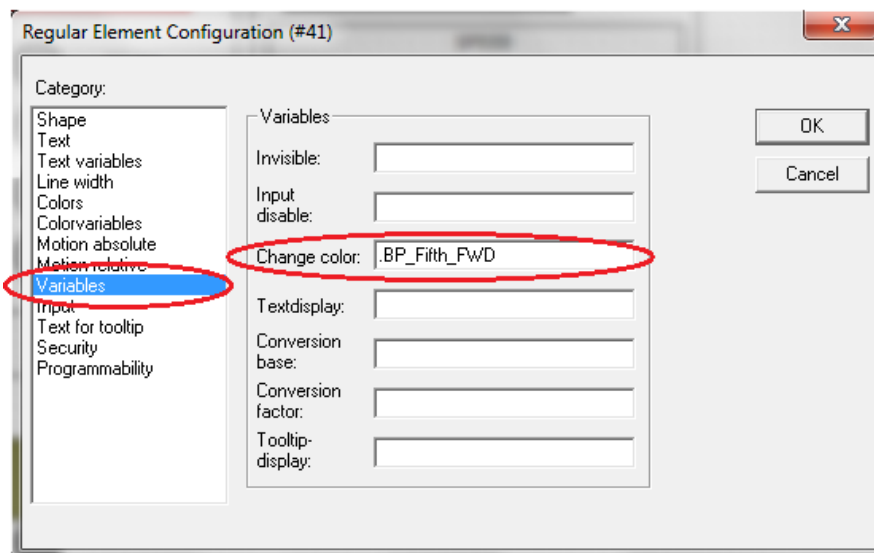 Regular Element Configuration (#41)
X
Category:
Shape
Text
Text variables
Line width
Colors
Colorvariables
Motion absolute
Motion relative
Variables
Input
Text for tooltip
Security
Programmability
Variables
Invisible:
Input
disable:
Change color: .BP_Fifth_FWD
Textdisplay:
Conversion
base:
Conversion
factor:
Tooltip-
display:
OK
Cancel